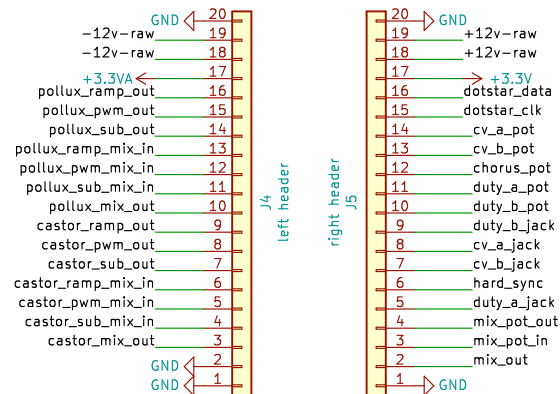 GND 20
-12v-raw 19
-12v-raw 18
+3.3VA 17
pollux_ramp_out 16
pollux_pwm_out 15
pollux_sub_out 14
pollux_ramp_mix_in 13
pollux_pwm_mix_in 12
pollux_sub_mix_in 11
pollux_mix_out 10
castor_ramp_out 9
castor_pwm_out 8
castor_sub_out 7
castor_ramp_mix_in 6
castor_pwm_mix_in 5
castor_sub_mix_in 4
castor_mix_out 3
GND 2
GND 1
J4
left header
right header
J5
20 GND
19 +12v-raw
18 +12v-raw
17 +3.3V
16 dotstar_data
15 dotstar_clk
14 cv_a_pot
13 cv_b_pot
12 chorus_pot
11 duty_a_pot
10 duty_b_pot
9 duty_b_jack
8 cv_a_jack
7 cv_b_jack
6 hard_sync
5 duty_a_jack
4 mix_pot_out
3 mix_pot_in
2 mix_out
1 GND